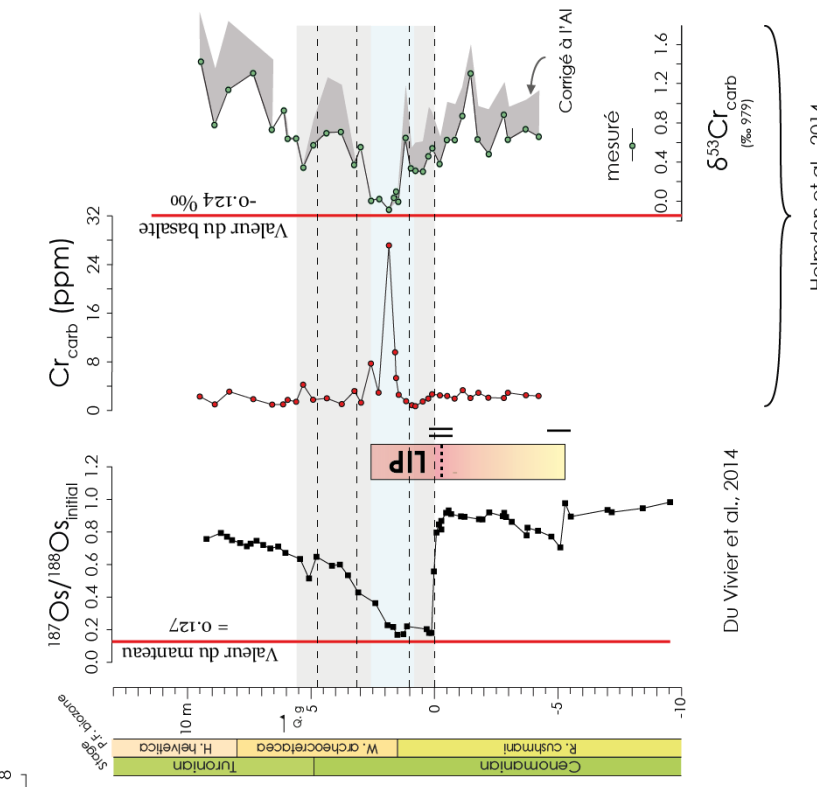 1.6
1.2
0.8
0.4
0.0
δ53Crcarb
(‰ 979)
Corrigé à l'Al
mesuré
-0.124 ‰
Valeur du basalte
32
24
16
8
0
Crcarb (ppm)
Helmden et al., 2014
LIP
1.2
1.0
0.8
0.6
0.4
0.2
0.0
187Os/188Osinitial
= 0.127
Valeur du manteau
Du Vivier et al., 2014
10 m
5
0
-5
-10
Q. g
Stage
P.F. biozone
H. helvetica
W. archeocretacea
R. cushmani
Turonian
Cenomanian
8